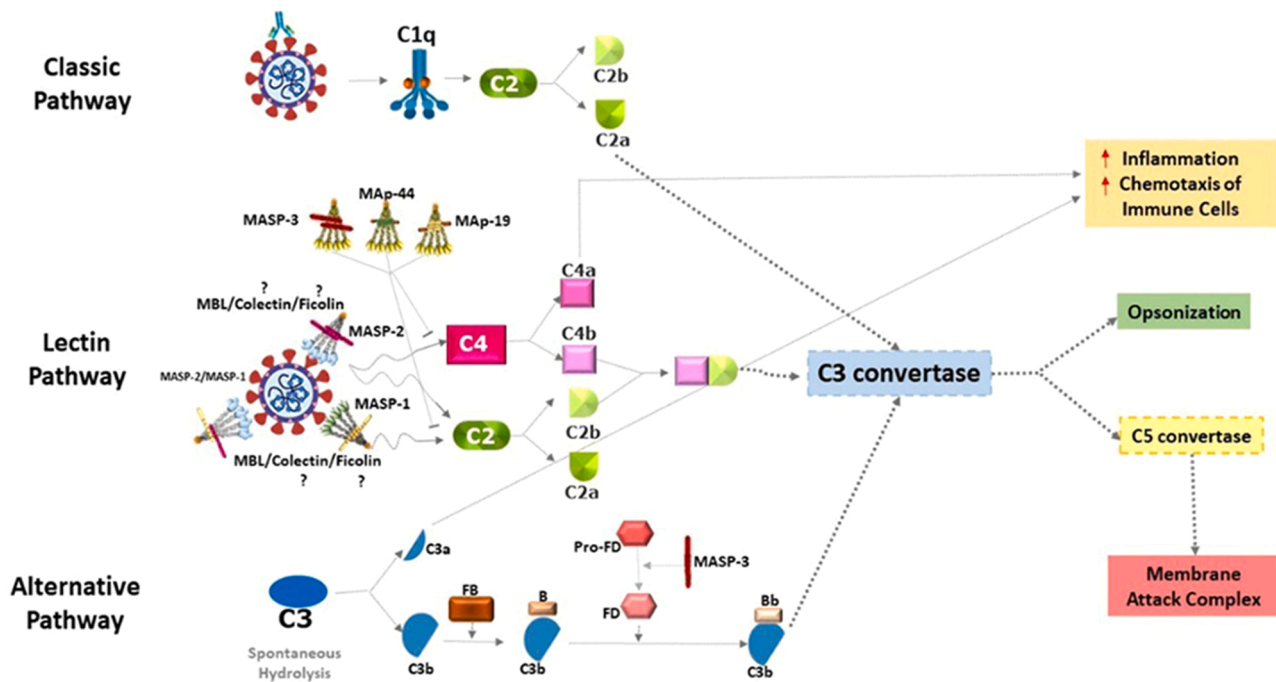 Classic
Pathway
C1q
C2
C2b
C2a
Inflammation
Chemotaxis of
Immune Cells
MAp-44
MASP-3
MAp-19
? ?
MBL/Colectin/Ficolin
MASP-2
C4
C4a
C4b
Lectin
Pathway
MASP-2/MASP-1
MASP-1
C2
C2b
C2a
MBL/Colectin/Ficolin
? ?
C3 convertase
Opsonization
C5 convertase
Membrane
Attack Complex
Alternative
Pathway
C3
Spontaneous
Hydrolysis
C3a
C3b
FB
B
C3b
Pro-FD
MASP-3
FD
Bb
C3b